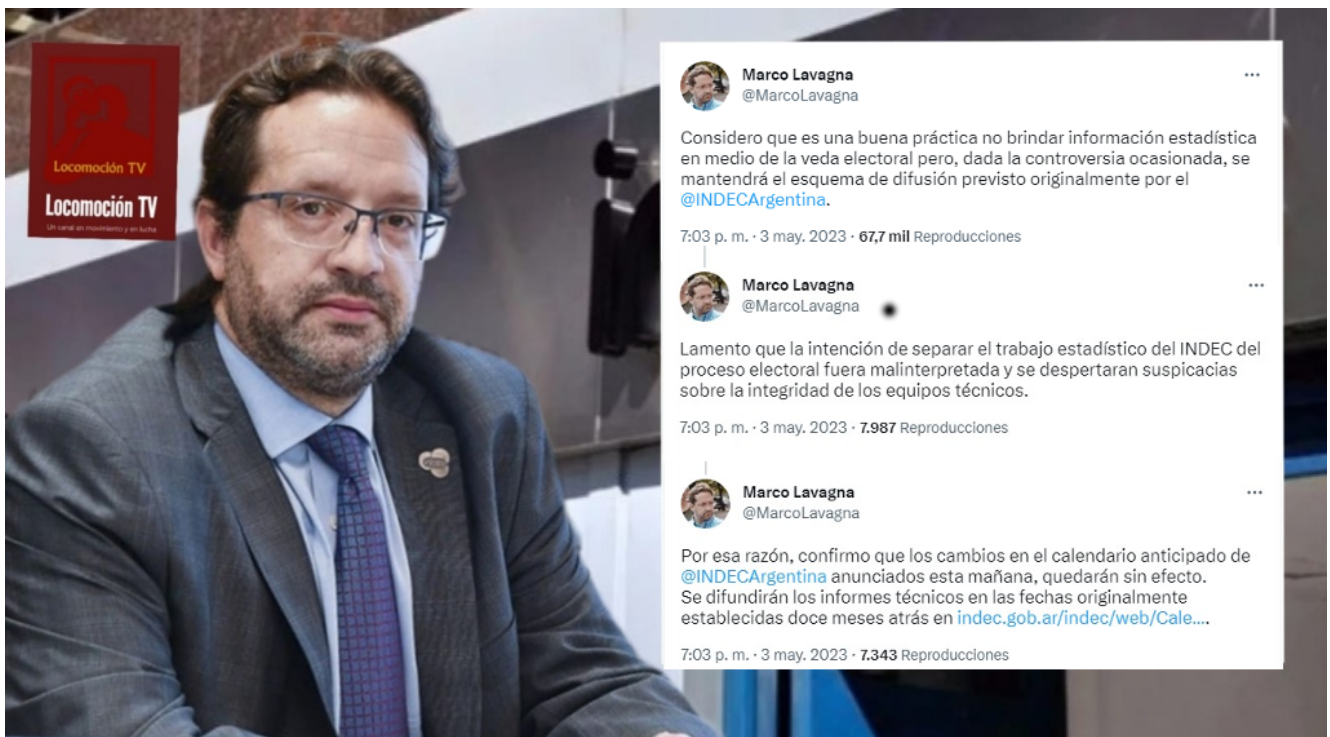 Locomoción TV
Locomoción TV
Un canal en movimiento y en lucha
Marco Lavagna
@MarcoLavagna
Considero que es una buena práctica no brindar información estadística
en medio de la veda electoral pero, dada la controversia ocasionada, se
mantendrá el esquema de difusión previsto originalmente por el
@INDECArgentina.
7:03 p. m. · 3 may. 2023 · 67,7 mil Reproducciones
Marco Lavagna
@MarcoLavagna
Lamento que la intención de separar el trabajo estadístico del INDEC del
proceso electoral fuera malinterpretada y se despertaran suspicacias
sobre la integridad de los equipos técnicos.
7:03 p. m. · 3 may. 2023 · 7.987 Reproducciones
Marco Lavagna
@MarcoLavagna
Por esa razón, confirmo que los cambios en el calendario anticipado de
@INDECArgentina anunciados esta mañana, quedarán sin efecto.
Se difundirán los informes técnicos en las fechas originalmente
establecidas doce meses atrás en indec.gob.ar/indec/web/Cale....
7:03 p. m. · 3 may. 2023 · 7.343 Reproducciones